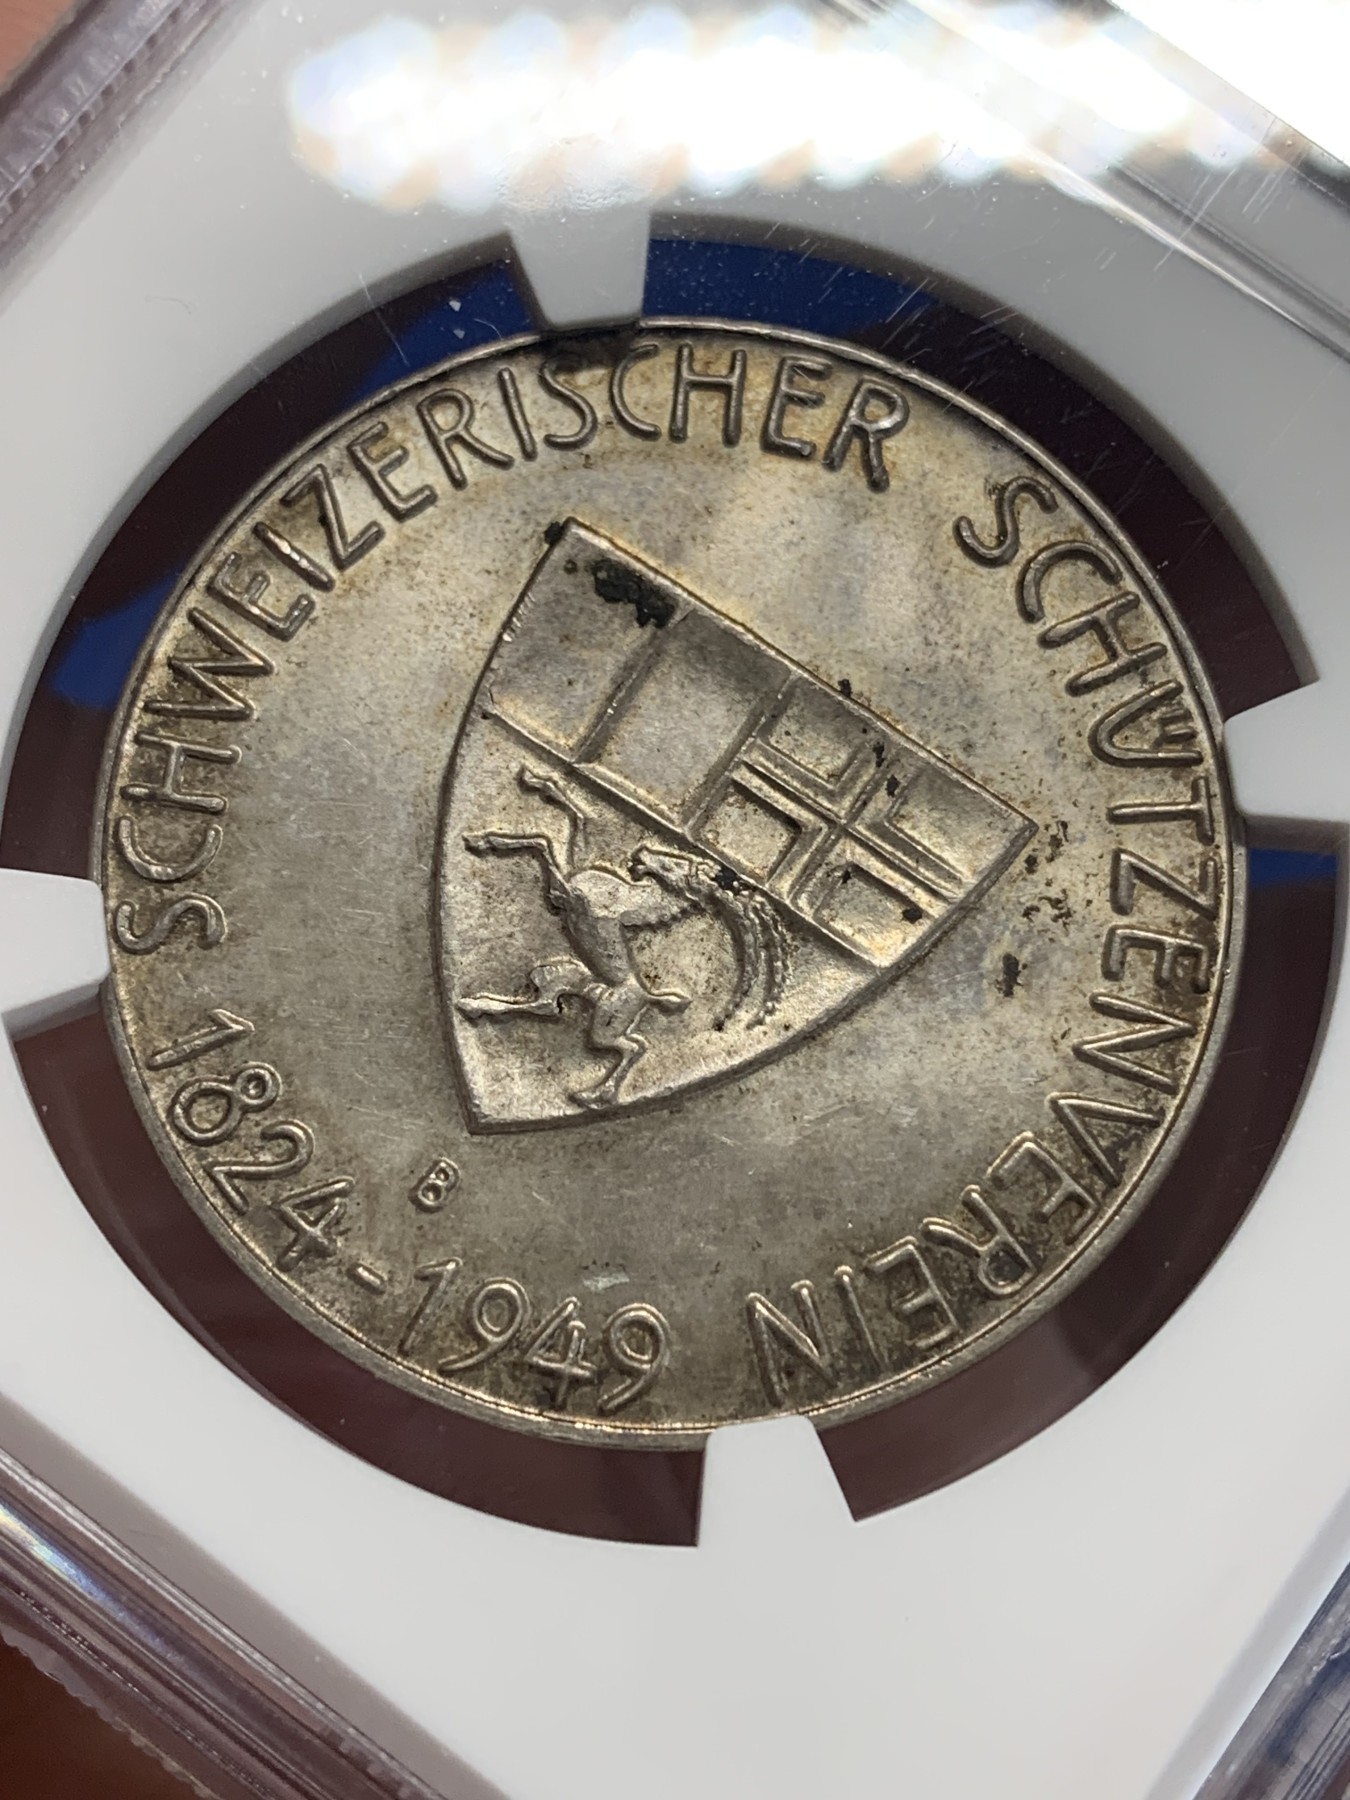 SCHWEIZERISCHER SCHÜTZENVEREIN
1824-1949
B